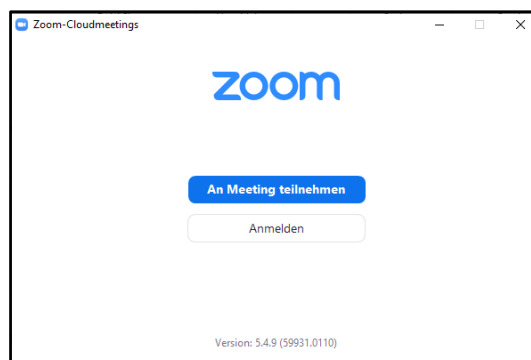 Zoom-Cloudmeetings
zoom
An Meeting teilnehmen
Anmelden
Version: 5.4.9 (59931.0110)